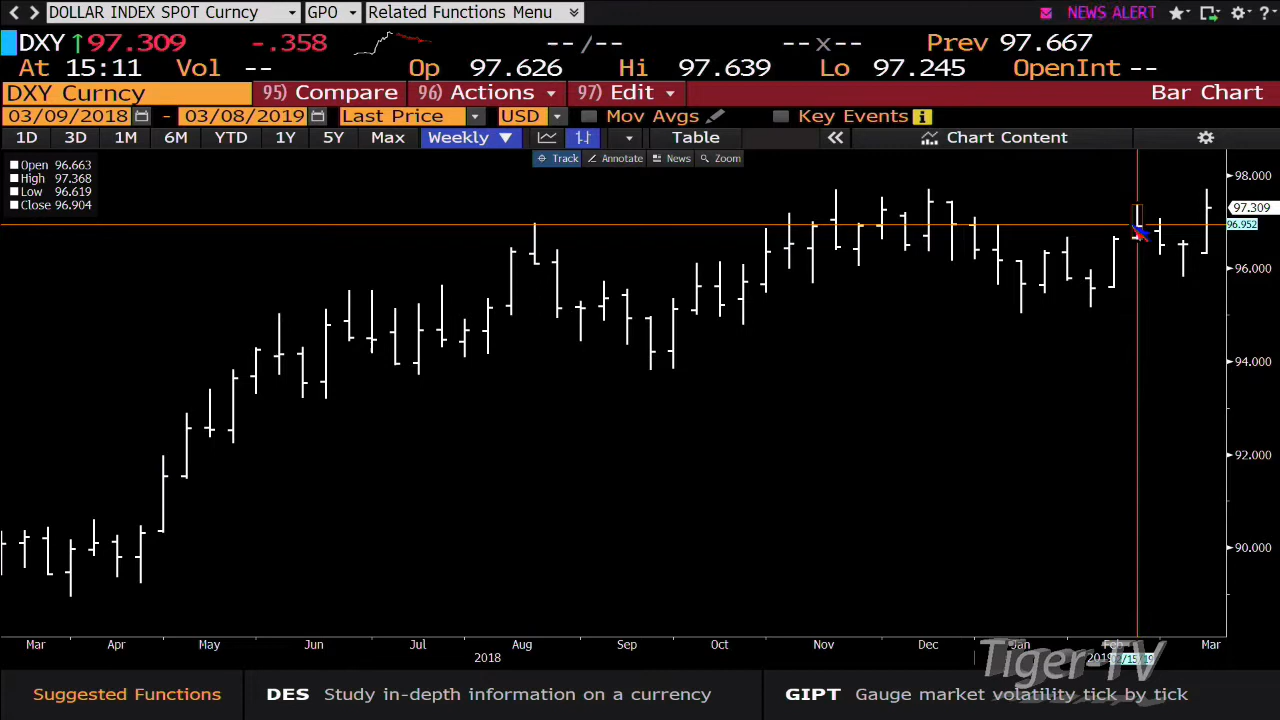 DOLLAR INDEX SPOT Curncy GPO Related Functions Menu NEWS ALERT ?
DXY ↑97.309 -.358 --/-- --x-- Prev 97.667
At 15:11 Vol -- Op 97.626 Hi 97.639 Lo 97.245 OpenInt --
DXY Curncy 95) Compare 96) Actions 97) Edit Bar Chart
03/09/2018 - 03/08/2019 Last Price USD Mov Avgs Key Events i
1D 3D 1M 6M YTD 1Y 5Y Max Weekly ▼ Table « Chart Content
Track Annotate News Zoom
Open 96.663
High 97.368
Low 96.619
Close 96.904
98.000
97.309
96.952
96.000
94.000
92.000
90.000
Mar Apr May Jun Jul Aug Sep Oct Nov Dec Jan Feb Mar
2018 2019 02/15/19
Tiger-TV
Suggested Functions DES Study in-depth information on a currency GIPT Gauge market volatility tick by tick